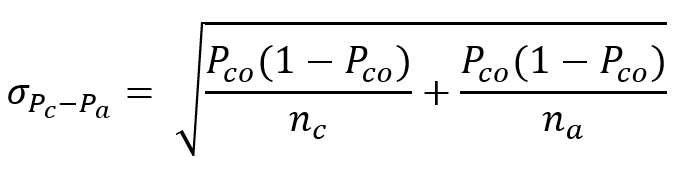 σ_{P_c−P_a} = √(P_{co}(1 − P_{co})/n_c + P_{co}(1 − P_{co})/n_a)